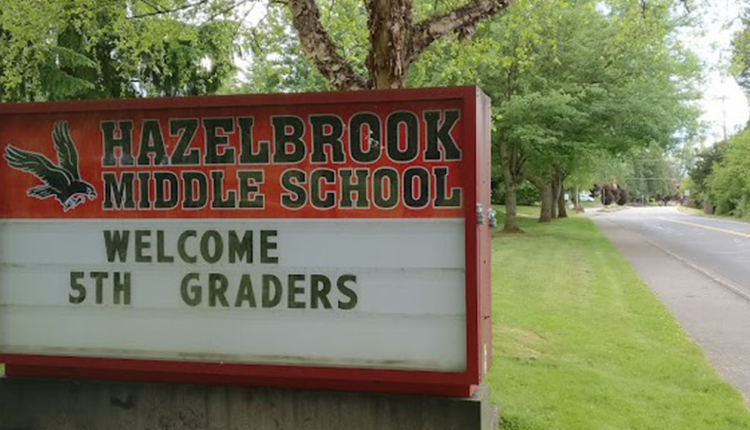 HAZELBROOK
MIDDLE SCHOOL
WELCOME
5TH GRADERS